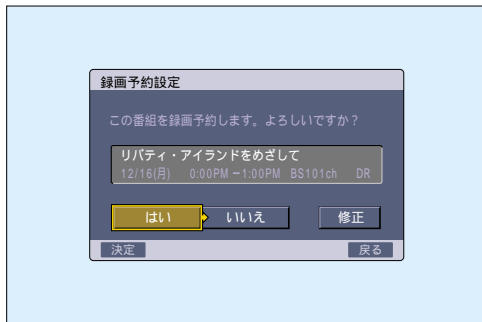 録画予約設定
この番組を録画予約します。よろしいですか？
リバティ・アイランドをめざして
12/16(月) 0:00PM－1:00PM BS101ch DR
はい いいえ 修正
決定 戻る